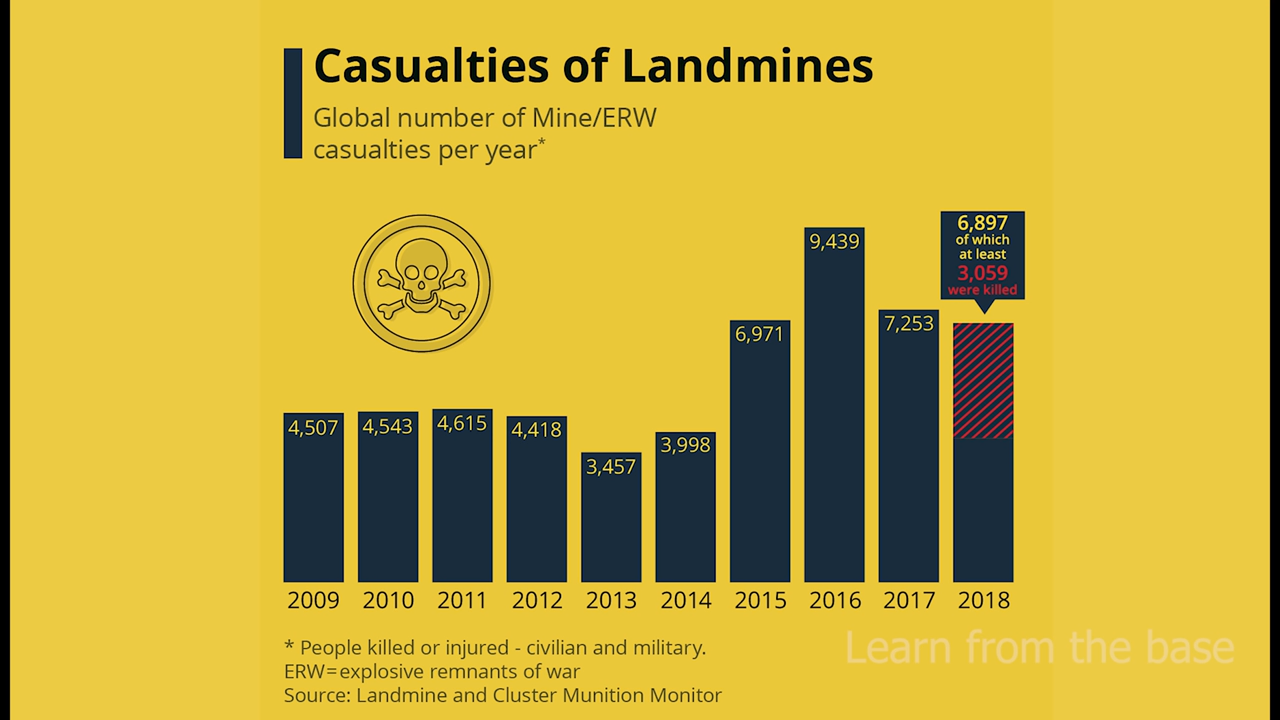 Casualties of Landmines
Global number of Mine/ERW
casualties per year*
6,897
of which
at least
3,059
were killed
9,439
7,253
6,971
4,507
4,543
4,615
4,418
3,457
3,998
2009 2010 2011 2012 2013 2014 2015 2016 2017 2018
* People killed or injured - civilian and military.
ERW=explosive remnants of war
Source: Landmine and Cluster Munition Monitor
Learn from the base